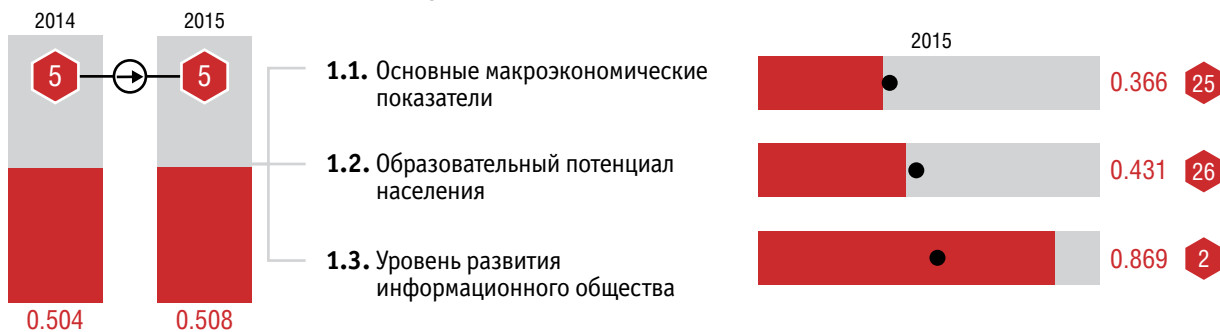 2014
2015
5
5
0.504
0.508
1.1. Основные макроэкономические
показатели
1.2. Образовательный потенциал
населения
1.3. Уровень развития
информационного общества
2015
0.366
25
0.431
26
0.869
2